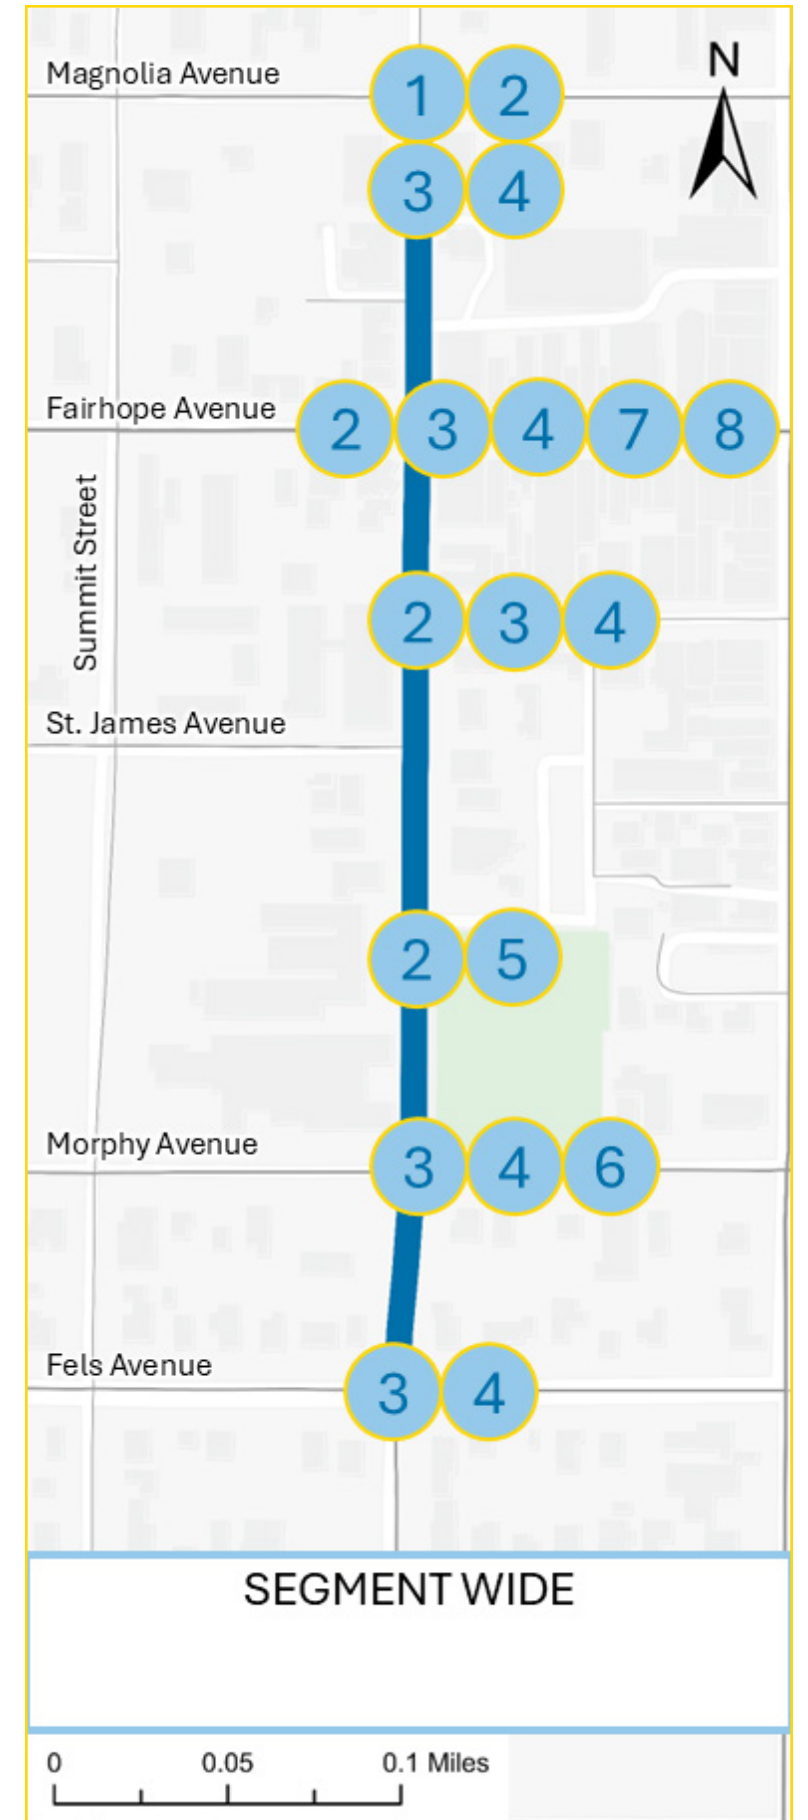 N
Magnolia Avenue
1 2
3 4
Fairhope Avenue
2 3 4 7 8
Summit Street
2 3 4
St. James Avenue
2 5
Morphy Avenue
3 4 6
Fels Avenue
3 4
SEGMENT WIDE
0 0.05 0.1 Miles